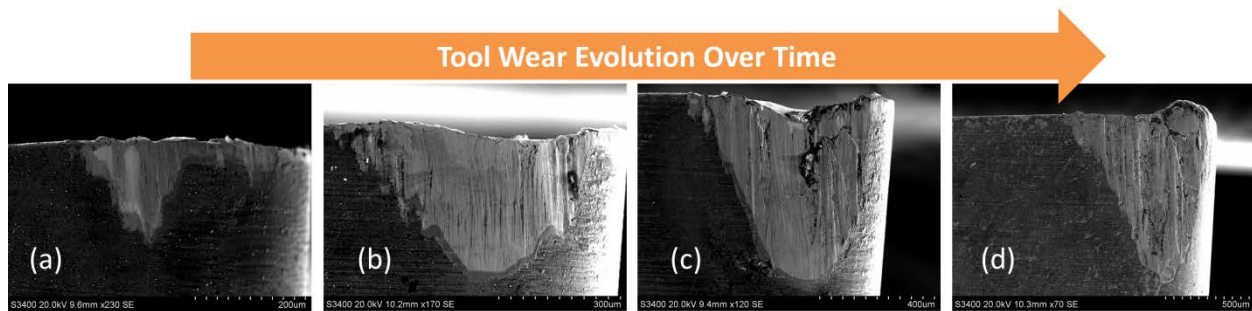 Tool Wear Evolution Over Time
(a)
(b)
(c)
(d)
S3400 20.0kV 9.6mm x230 SE
200um
S3400 20.0kV 10.2mm x170 SE
300um
S3400 20.0kV 9.4mm x120 SE
400um
S3400 20.0kV 10.3mm x70 SE
500um